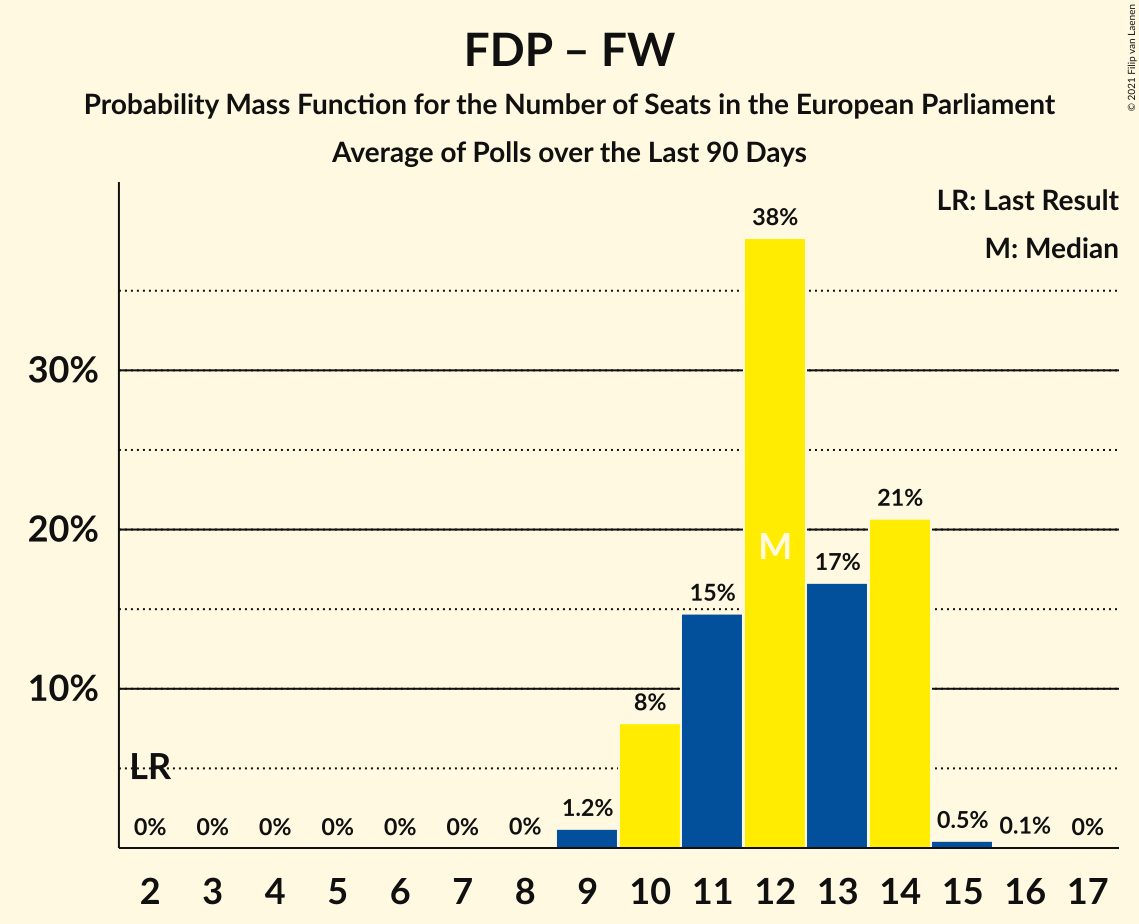 FDP – FW
Probability Mass Function for the Number of Seats in the European Parliament
Average of Polls over the Last 90 Days
© 2021 Filip van Laenen
LR: Last Result
M: Median
38%
30%
21%
20%
M
17%
15%
10%
8%
LR
0% 0% 0% 0% 0% 0% 0% 1.2% 0.5% 0.1% 0%
2 3 4 5 6 7 8 9 10 11 12 13 14 15 16 17